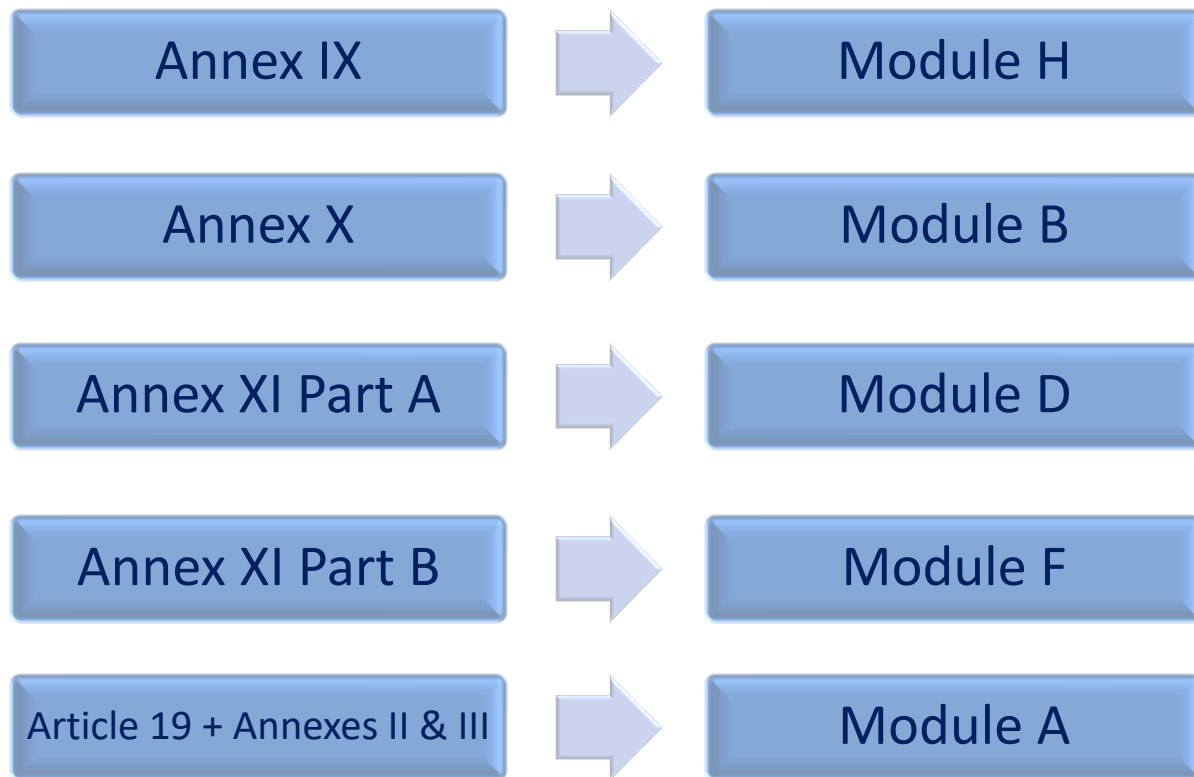 Annex IX
Module H
Annex X
Module B
Annex XI Part A
Module D
Annex XI Part B
Module F
Article 19 + Annexes II & III
Module A